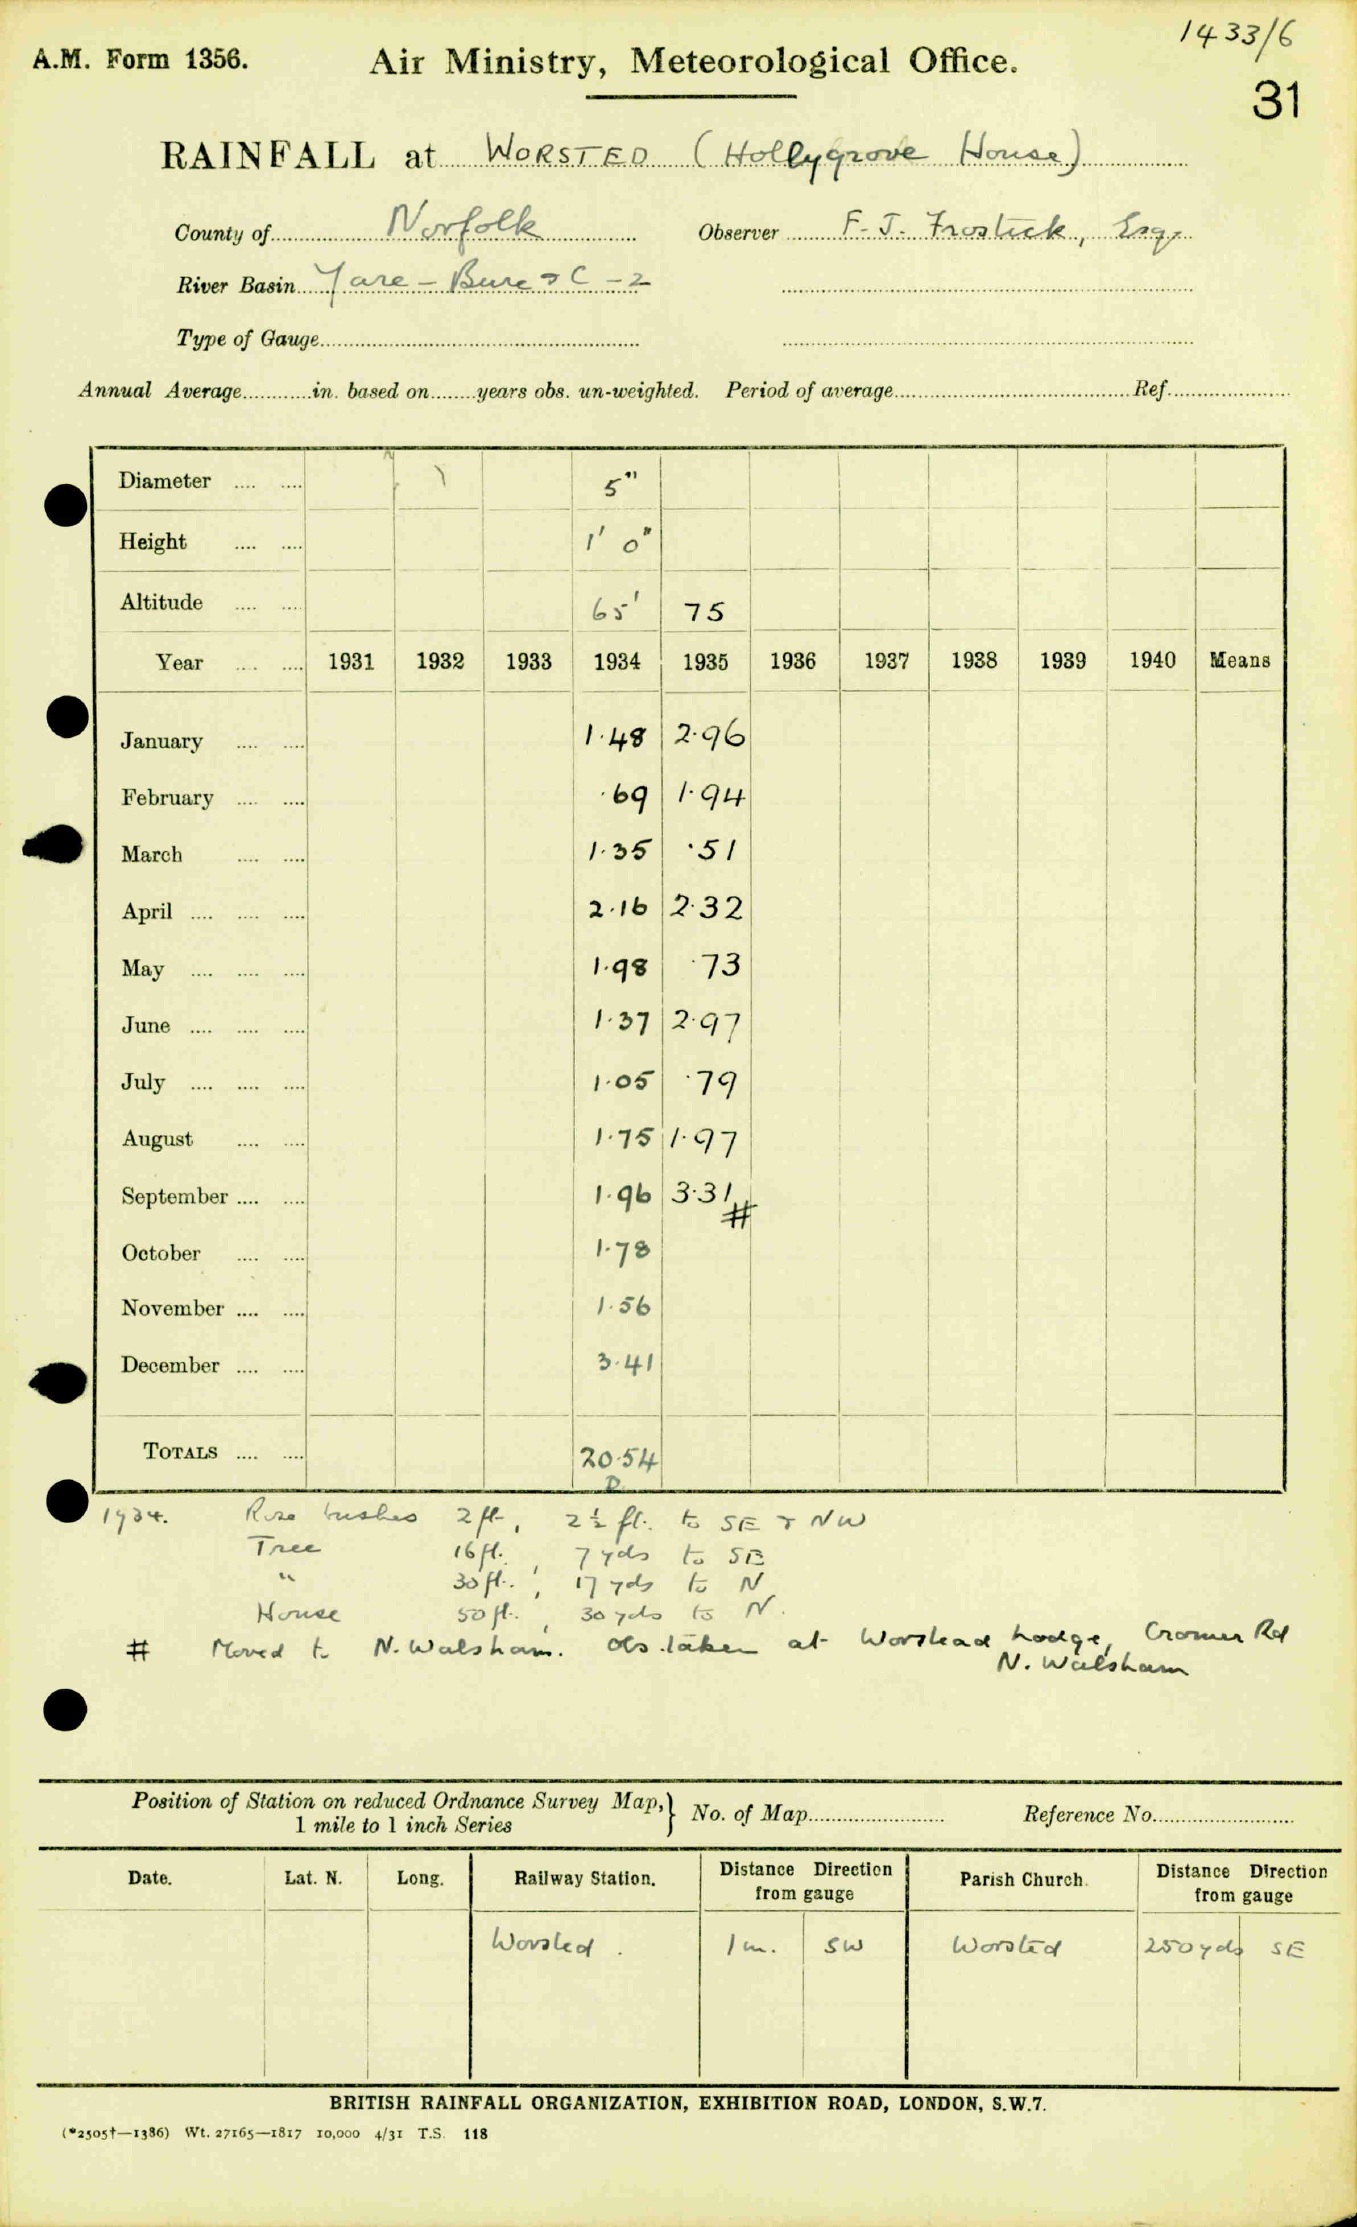 1433/6
A.M. Form 1356. Air Ministry, Meteorological Office.
31
RAINFALL at WORSTED (Hollygrove House)
County of Norfolk Observer F. J. Frostick, Esq.
River Basin Yare - Bure & C - 2
Type of Gauge
Annual Average in. based on years obs. un-weighted. Period of average Ref.
Diameter 5"
Height 1' 0"
Altitude 65' 75
Year 1931 1932 1933 1934 1935 1936 1937 1938 1939 1940 Means
January 1.48 2.96
February .69 1.94
March 1.35 .51
April 2.16 2.32
May 1.98 .73
June 1.37 2.97
July 1.05 .79
August 1.75 1.97
September 1.96 3.31 #
October 1.78
November 1.56
December 3.41
TOTALS 20.54
D
1934. Rose bushes 2 ft, 2½ ft. to SE & NW
Tree 16 ft., 7 yds to SE
" 30 ft., 17 yds to N
House 50 ft., 30 yds to N.
# Moved to N. Walsham. Obs. taken at Worstead Lodge, Cromer Rd
N. Walsham
Position of Station on reduced Ordnance Survey Map, } No. of Map Reference No.
1 mile to 1 inch Series
Date. Lat. N. Long. Railway Station. Distance Direction from gauge Parish Church. Distance Direction from gauge
Worsted. 1 m. SW Worsted 250 yds SE
BRITISH RAINFALL ORGANIZATION, EXHIBITION ROAD, LONDON, S.W.7.
(*2505†—1386) Wt. 27165—1817 10,000 4/31 T.S. 118